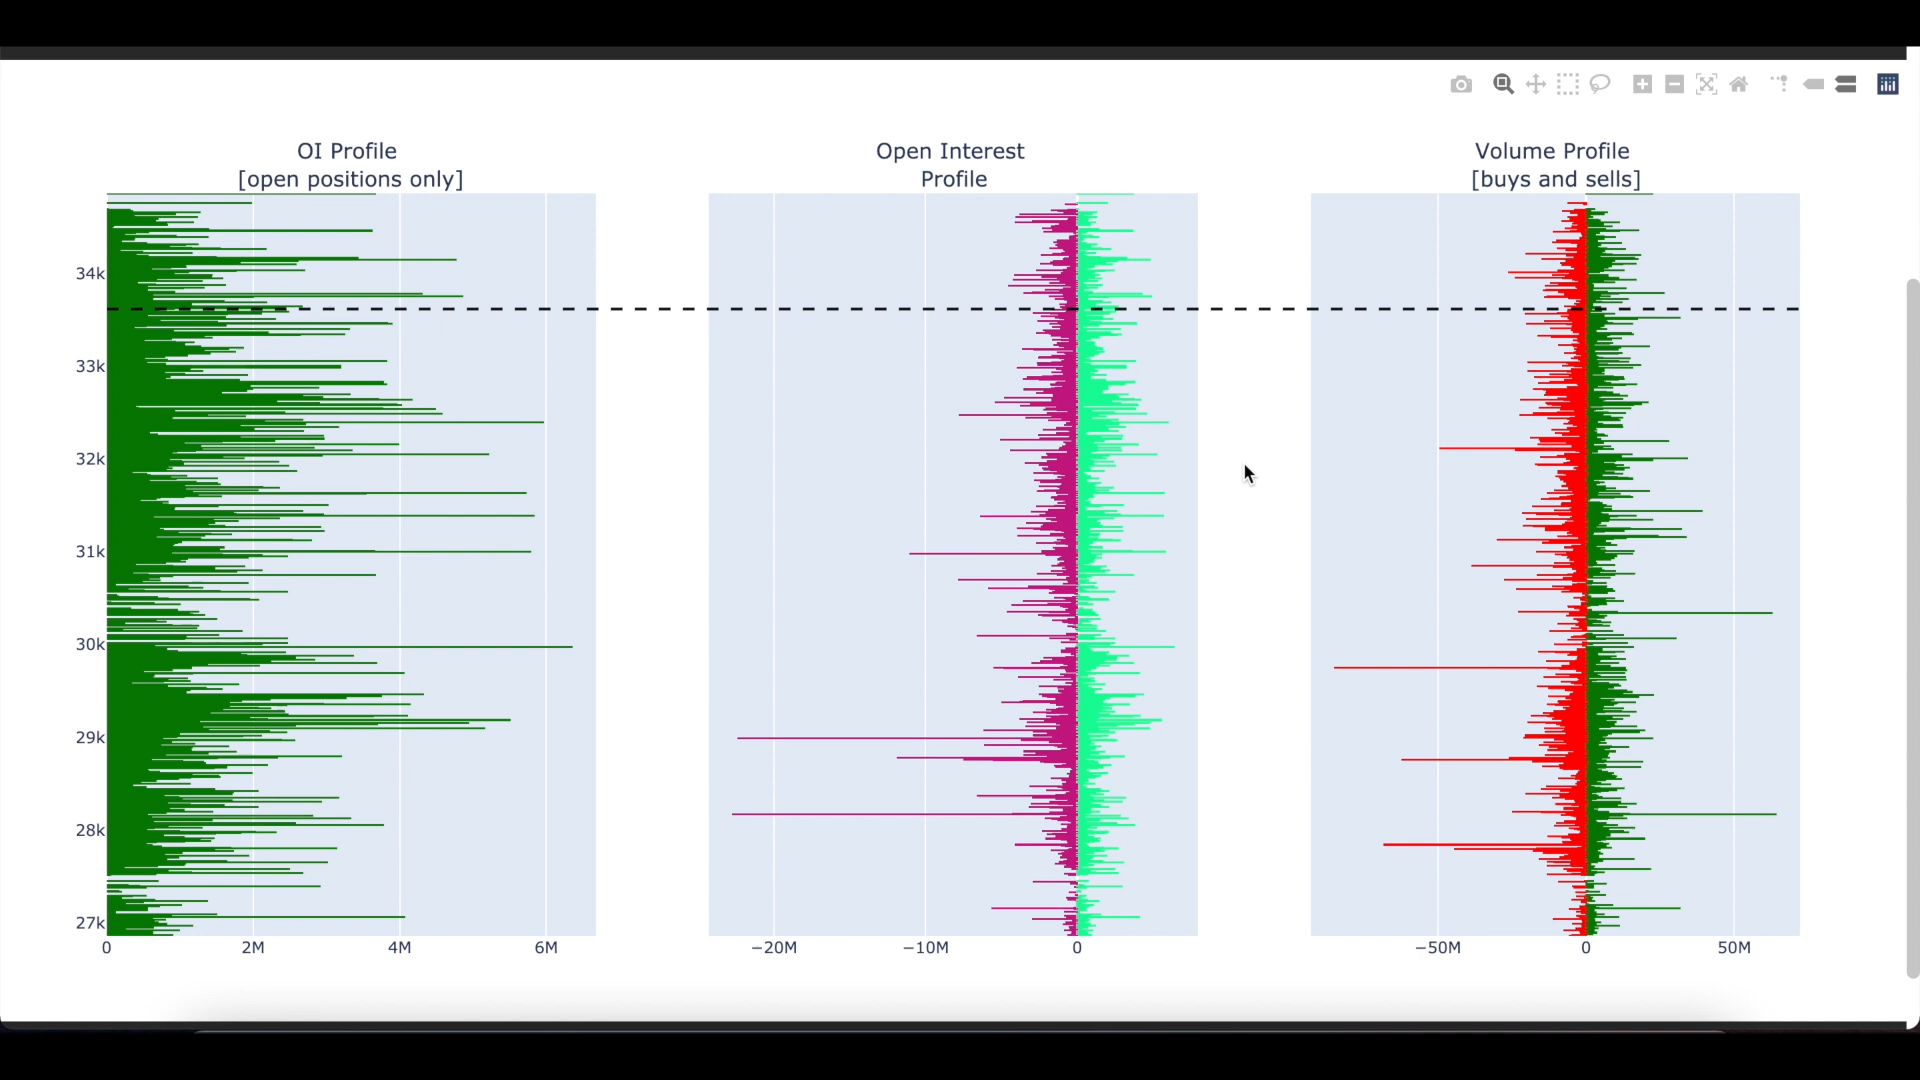 OI Profile
[open positions only]
Open Interest
Profile
Volume Profile
[buys and sells]
34k
33k
32k
31k
30k
29k
28k
27k
0
2M
4M
6M
−20M
−10M
0
−50M
0
50M